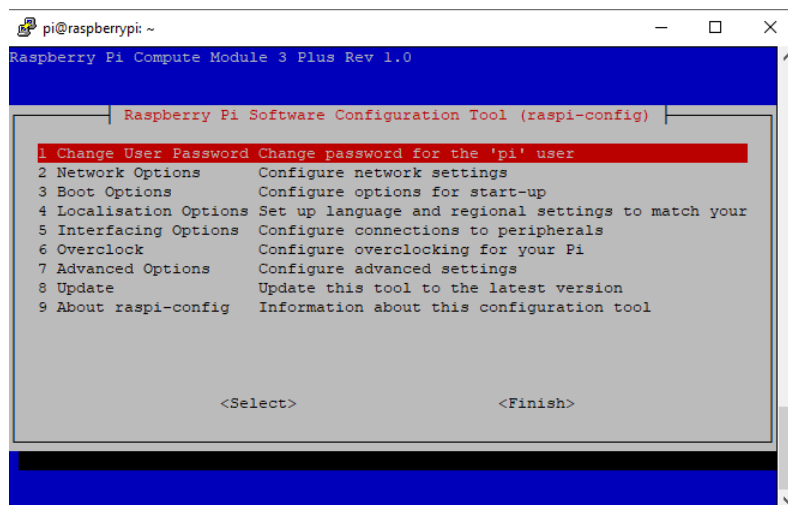 pi@raspberrypi: ~
Raspberry Pi Compute Module 3 Plus Rev 1.0
Raspberry Pi Software Configuration Tool (raspi-config)
1 Change User Password Change password for the 'pi' user
2 Network Options Configure network settings
3 Boot Options Configure options for start-up
4 Localisation Options Set up language and regional settings to match your
5 Interfacing Options Configure connections to peripherals
6 Overclock Configure overclocking for your Pi
7 Advanced Options Configure advanced settings
8 Update Update this tool to the latest version
9 About raspi-config Information about this configuration tool
<Select> <Finish>